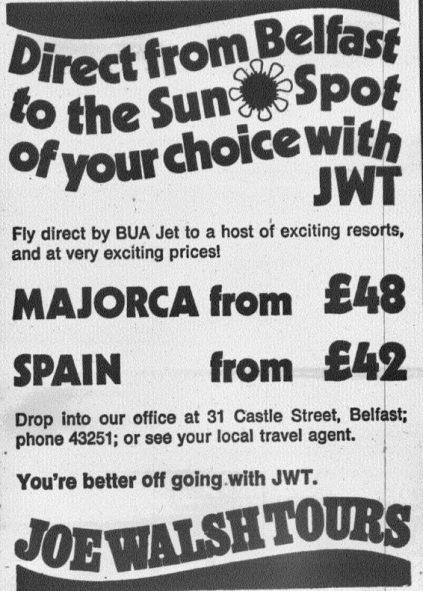 Direct from Belfast
to the Sun Spot
of your choice with
JWT
Fly direct by BUA Jet to a host of exciting resorts,
and at very exciting prices!
MAJORCA from £48
SPAIN from £42
Drop into our office at 31 Castle Street, Belfast;
phone 43251; or see your local travel agent.
You're better off going with JWT.
JOE WALSH TOURS